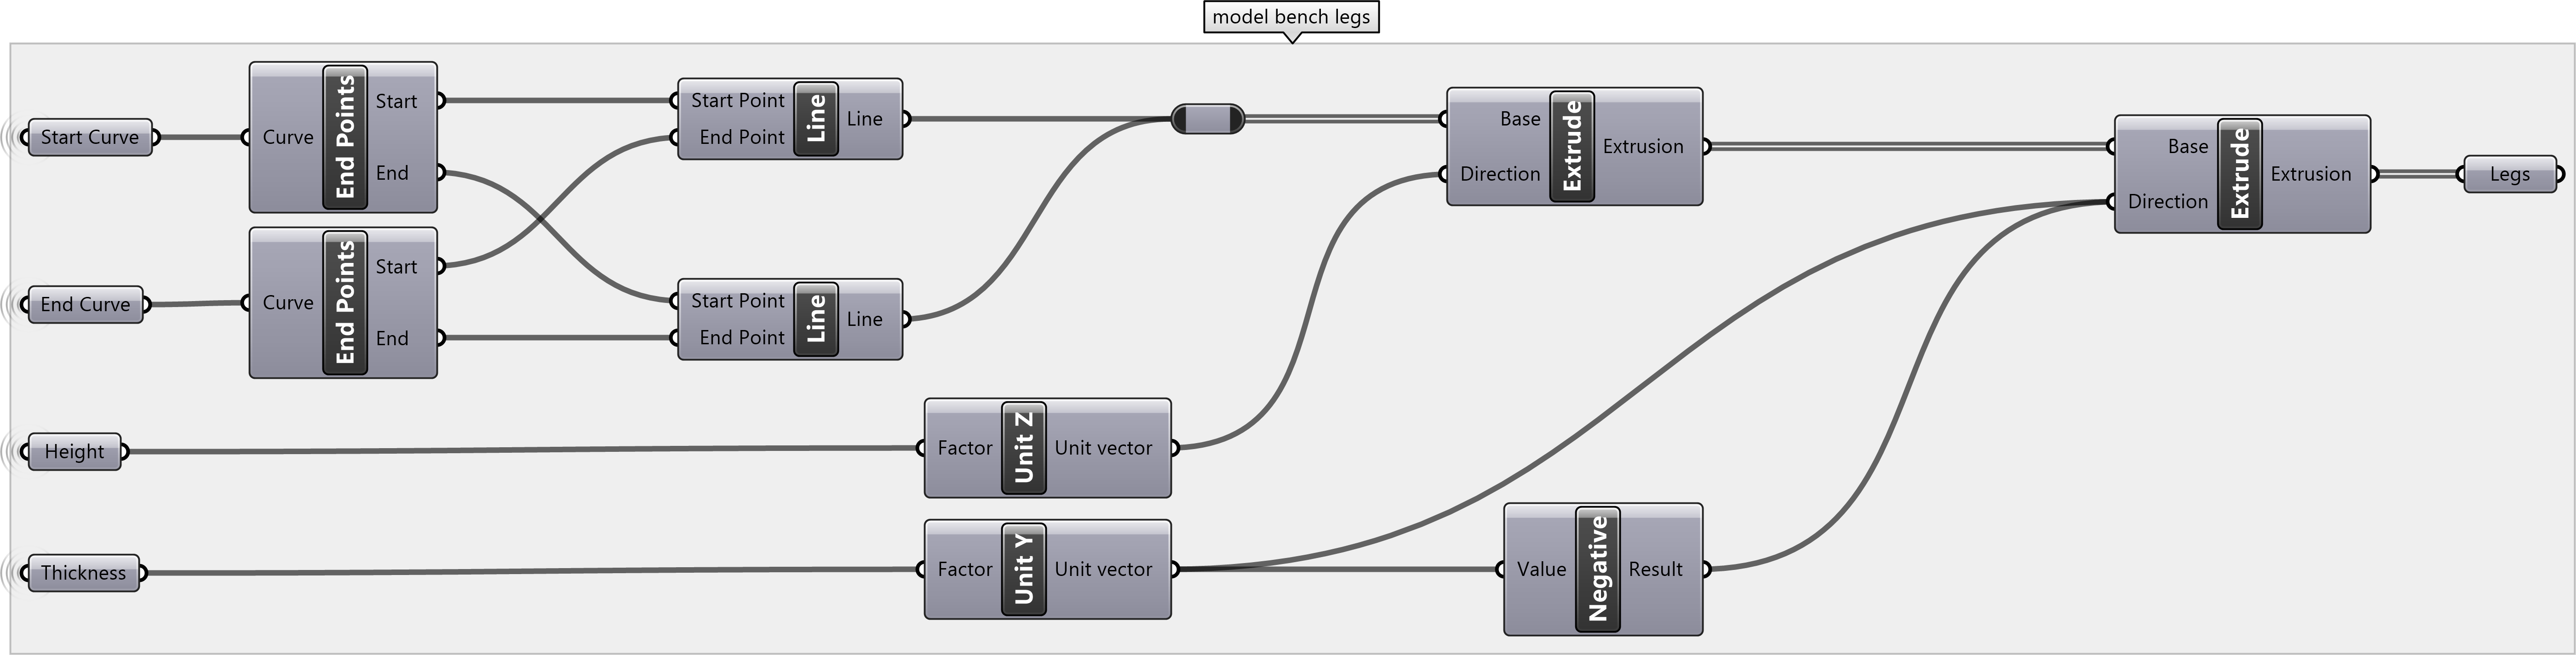 model bench legs
Start Curve
Curve
End Points
Start
End
Start Point
End Point
Line
Line
Base
Direction
Extrude
Extrusion
Base
Direction
Extrude
Extrusion
Legs
End Curve
Curve
End Points
Start
End
Start Point
End Point
Line
Line
Height
Factor
Unit Z
Unit vector
Thickness
Factor
Unit Y
Unit vector
Value
Negative
Result